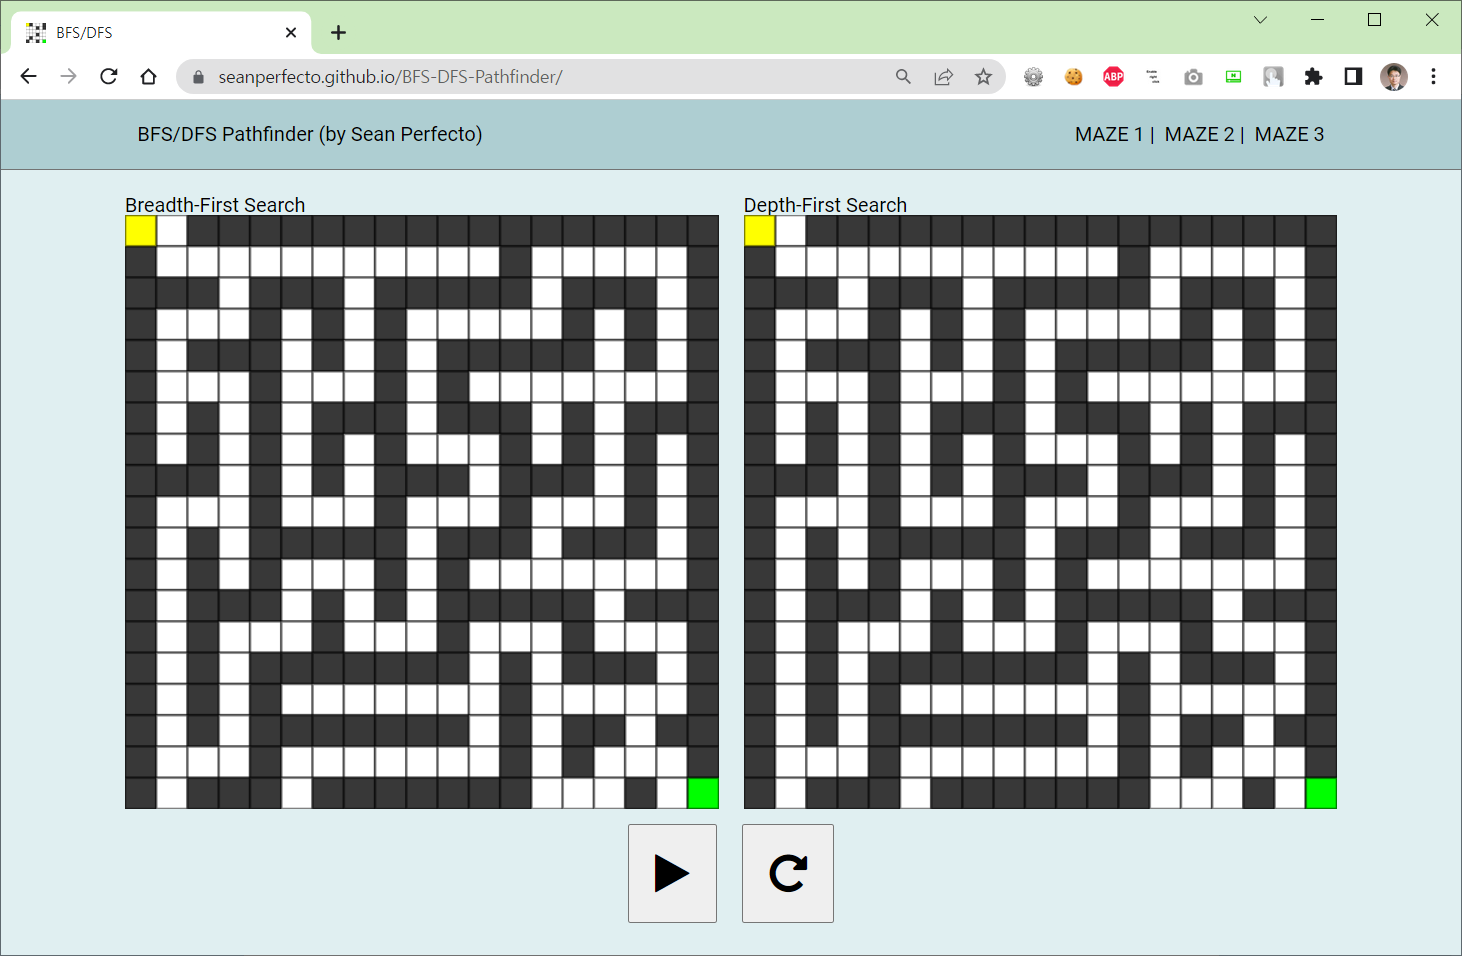 BFS/DFS
seanperfecto.github.io/BFS-DFS-Pathfinder/
ABP
BFS/DFS Pathfinder (by Sean Perfecto)
MAZE 1 | MAZE 2 | MAZE 3
Breadth-First Search
Depth-First Search